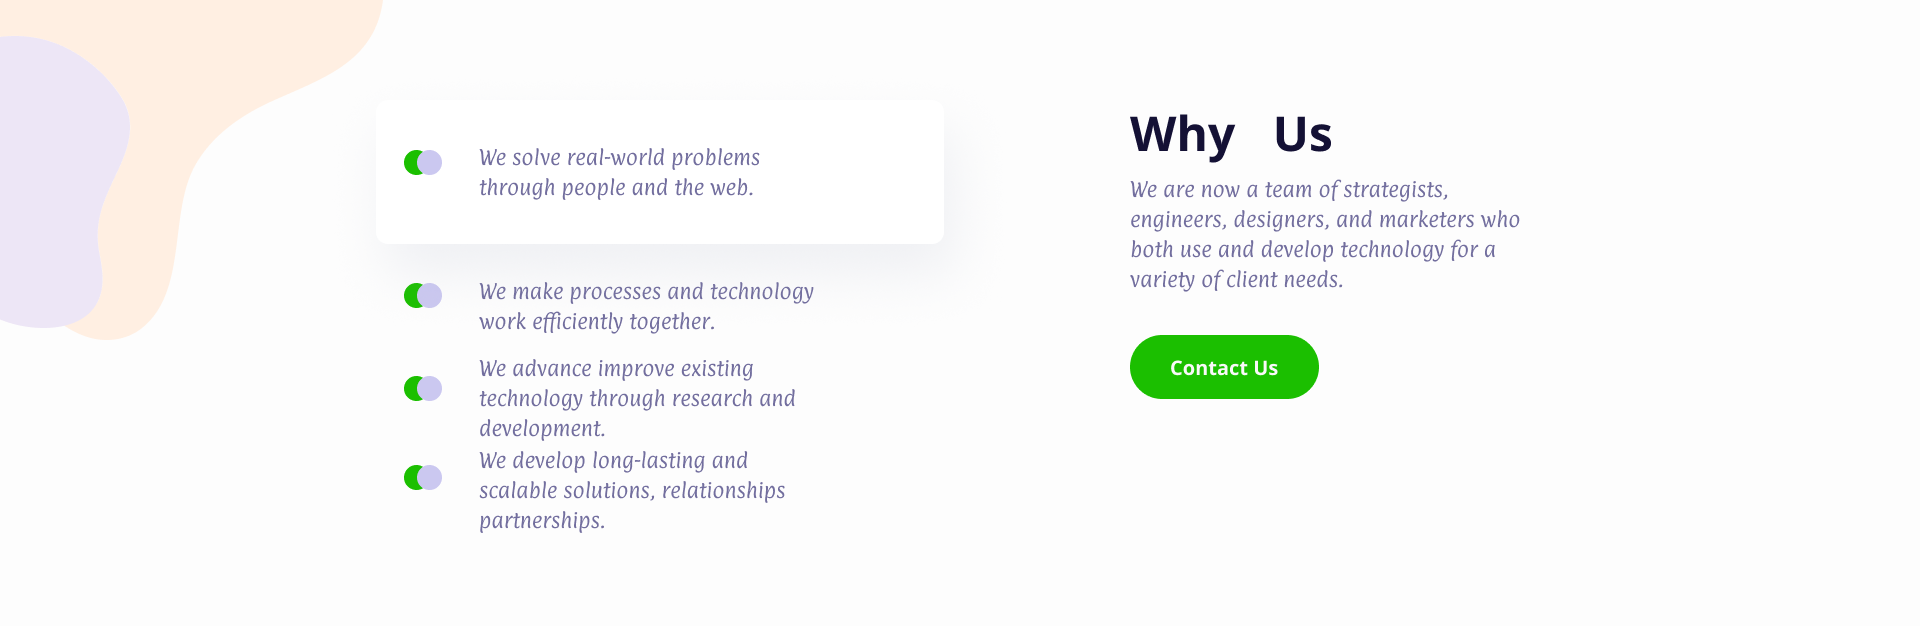 We solve real-world problems
through people and the web.
We make processes and technology
work efficiently together.
We advance improve existing
technology through research and
development.
We develop long-lasting and
scalable solutions, relationships
partnerships.
Why Us
We are now a team of strategists,
engineers, designers, and marketers who
both use and develop technology for a
variety of client needs.
Contact Us